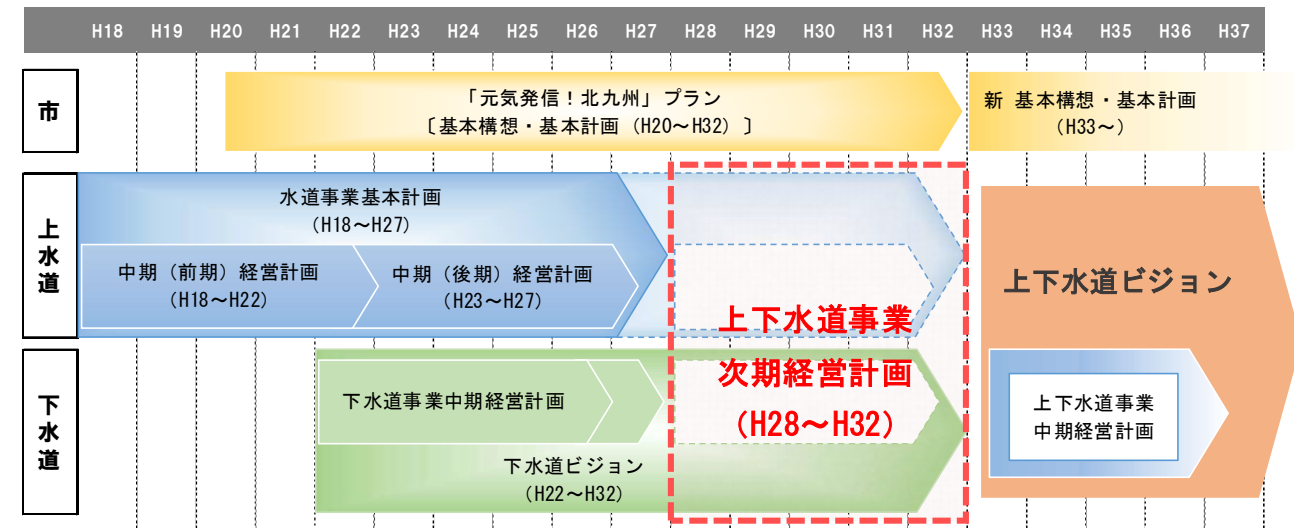 H18 H19 H20 H21 H22 H23 H24 H25 H26 H27 H28 H29 H30 H31 H32 H33 H34 H35 H36 H37
市
「元気発信！北九州」プラン
〔基本構想・基本計画（H20～H32）〕
新 基本構想・基本計画
（H33～）
上水道
水道事業基本計画
（H18～H27）
中期（前期）経営計画
（H18～H22）
中期（後期）経営計画
（H23～H27）
上下水道事業
次期経営計画
（H28～H32）
上下水道ビジョン
下水道
下水道事業中期経営計画
下水道ビジョン
（H22～H32）
上下水道事業
中期経営計画